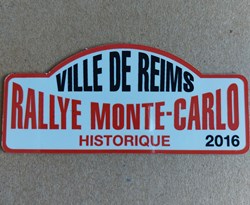 VILLE DE REIMS
RALLYE MONTE-CARLO
HISTORIQUE 2016